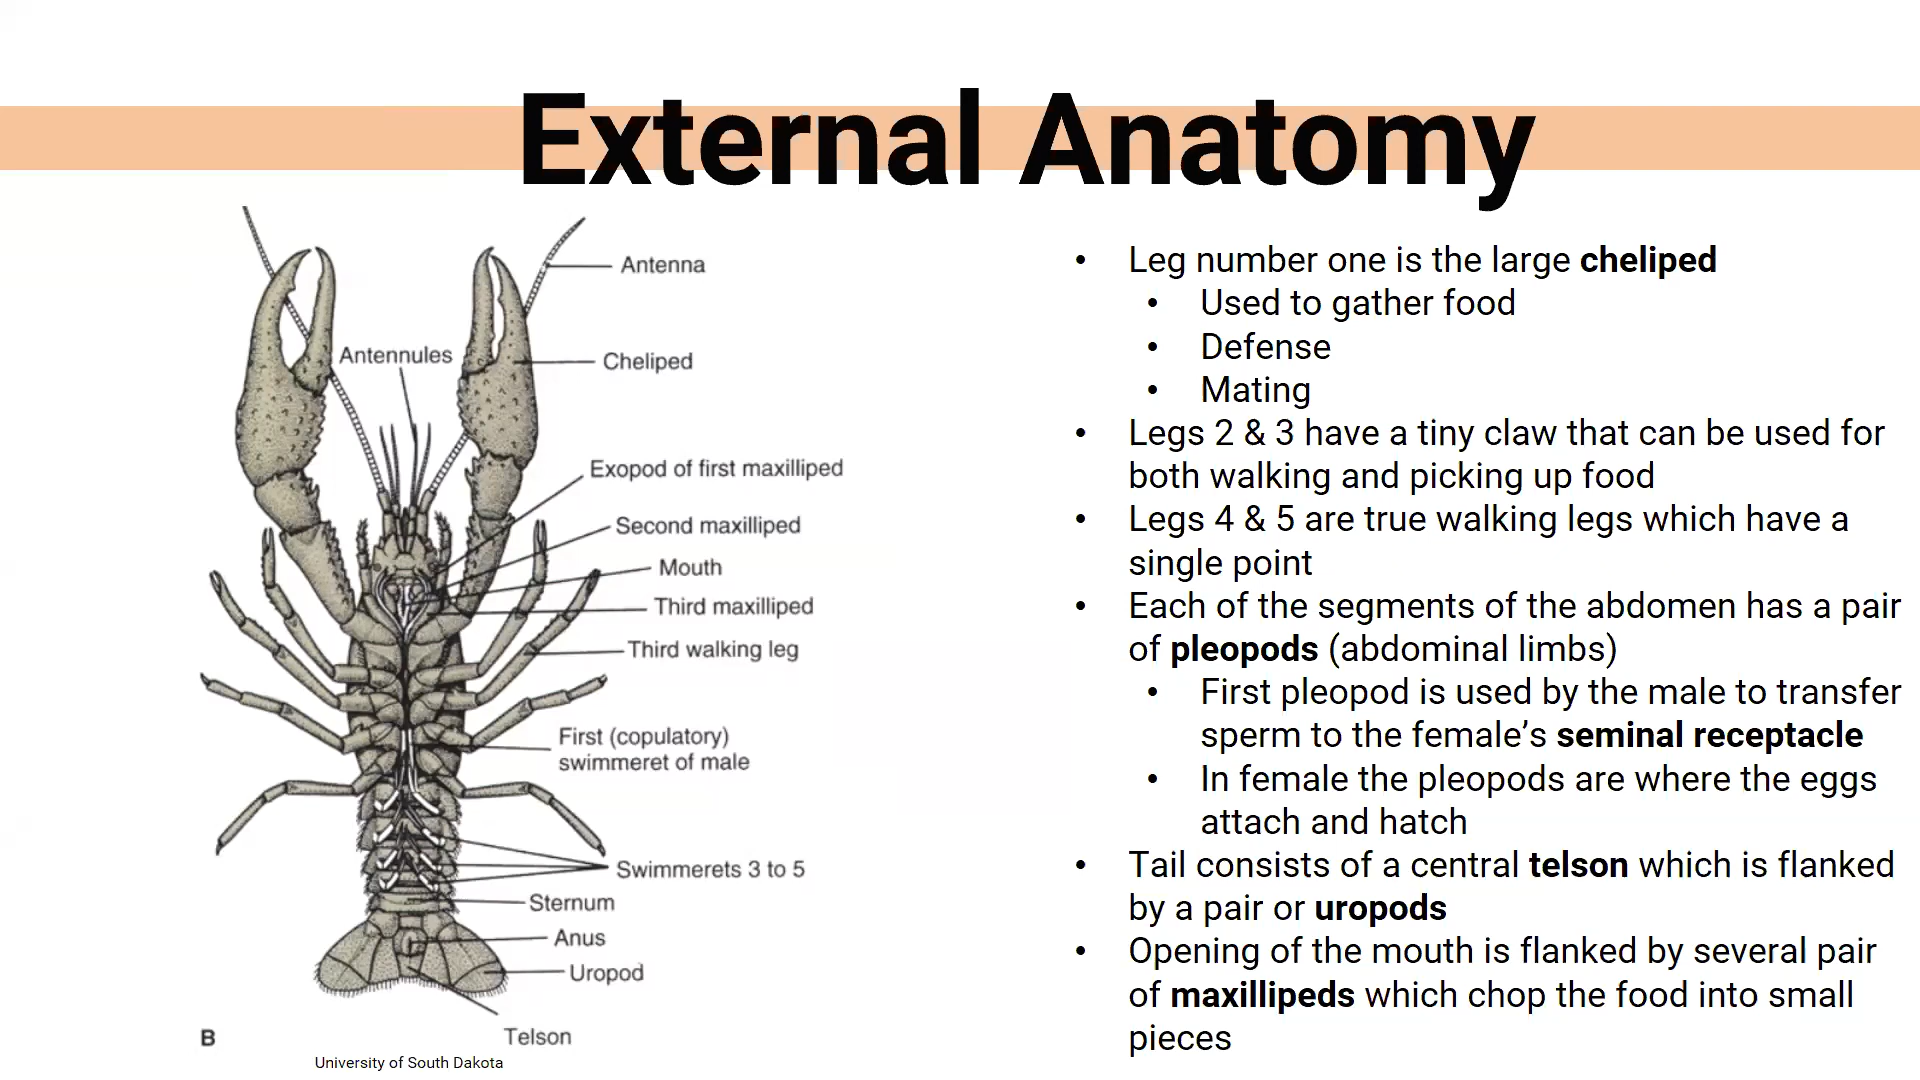 External Anatomy
Antenna
Antennules
Cheliped
Exopod of first maxilliped
Second maxilliped
Mouth
Third maxilliped
Third walking leg
First (copulatory)
swimmeret of male
Swimmerets 3 to 5
Sternum
Anus
Uropod
Telson
B
University of South Dakota
• Leg number one is the large cheliped
• Used to gather food
• Defense
• Mating
• Legs 2 & 3 have a tiny claw that can be used for
both walking and picking up food
• Legs 4 & 5 are true walking legs which have a
single point
• Each of the segments of the abdomen has a pair
of pleopods (abdominal limbs)
• First pleopod is used by the male to transfer
sperm to the female’s seminal receptacle
• In female the pleopods are where the eggs
attach and hatch
• Tail consists of a central telson which is flanked
by a pair or uropods
• Opening of the mouth is flanked by several pair
of maxillipeds which chop the food into small
pieces